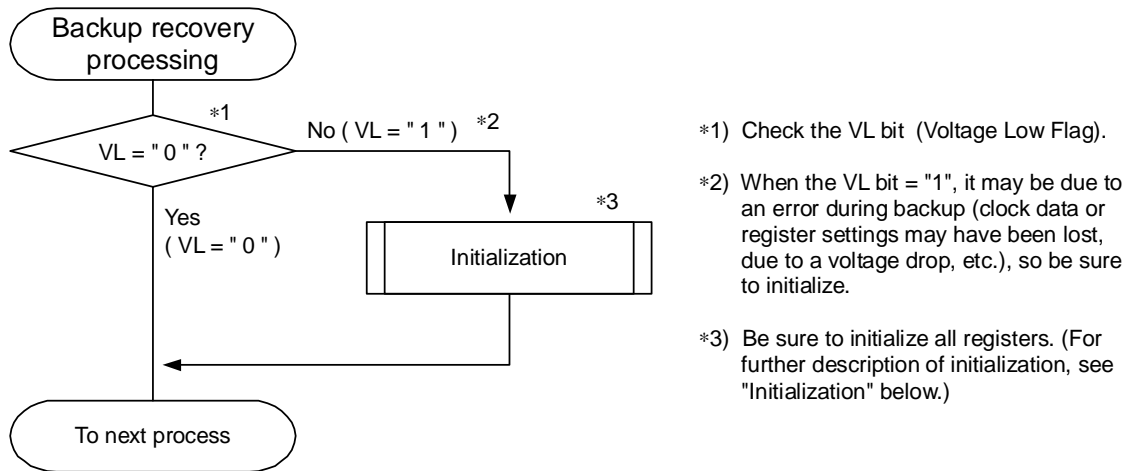 Backup recovery
processing
*1
VL = " 0 " ?
No ( VL = " 1 " ) *2
Yes
( VL = " 0 " )
*3
Initialization
To next process
*1) Check the VL bit (Voltage Low Flag).
*2) When the VL bit = "1", it may be due to
an error during backup (clock data or
register settings may have been lost,
due to a voltage drop, etc.), so be sure
to initialize.
*3) Be sure to initialize all registers. (For
further description of initialization, see
"Initialization" below.)